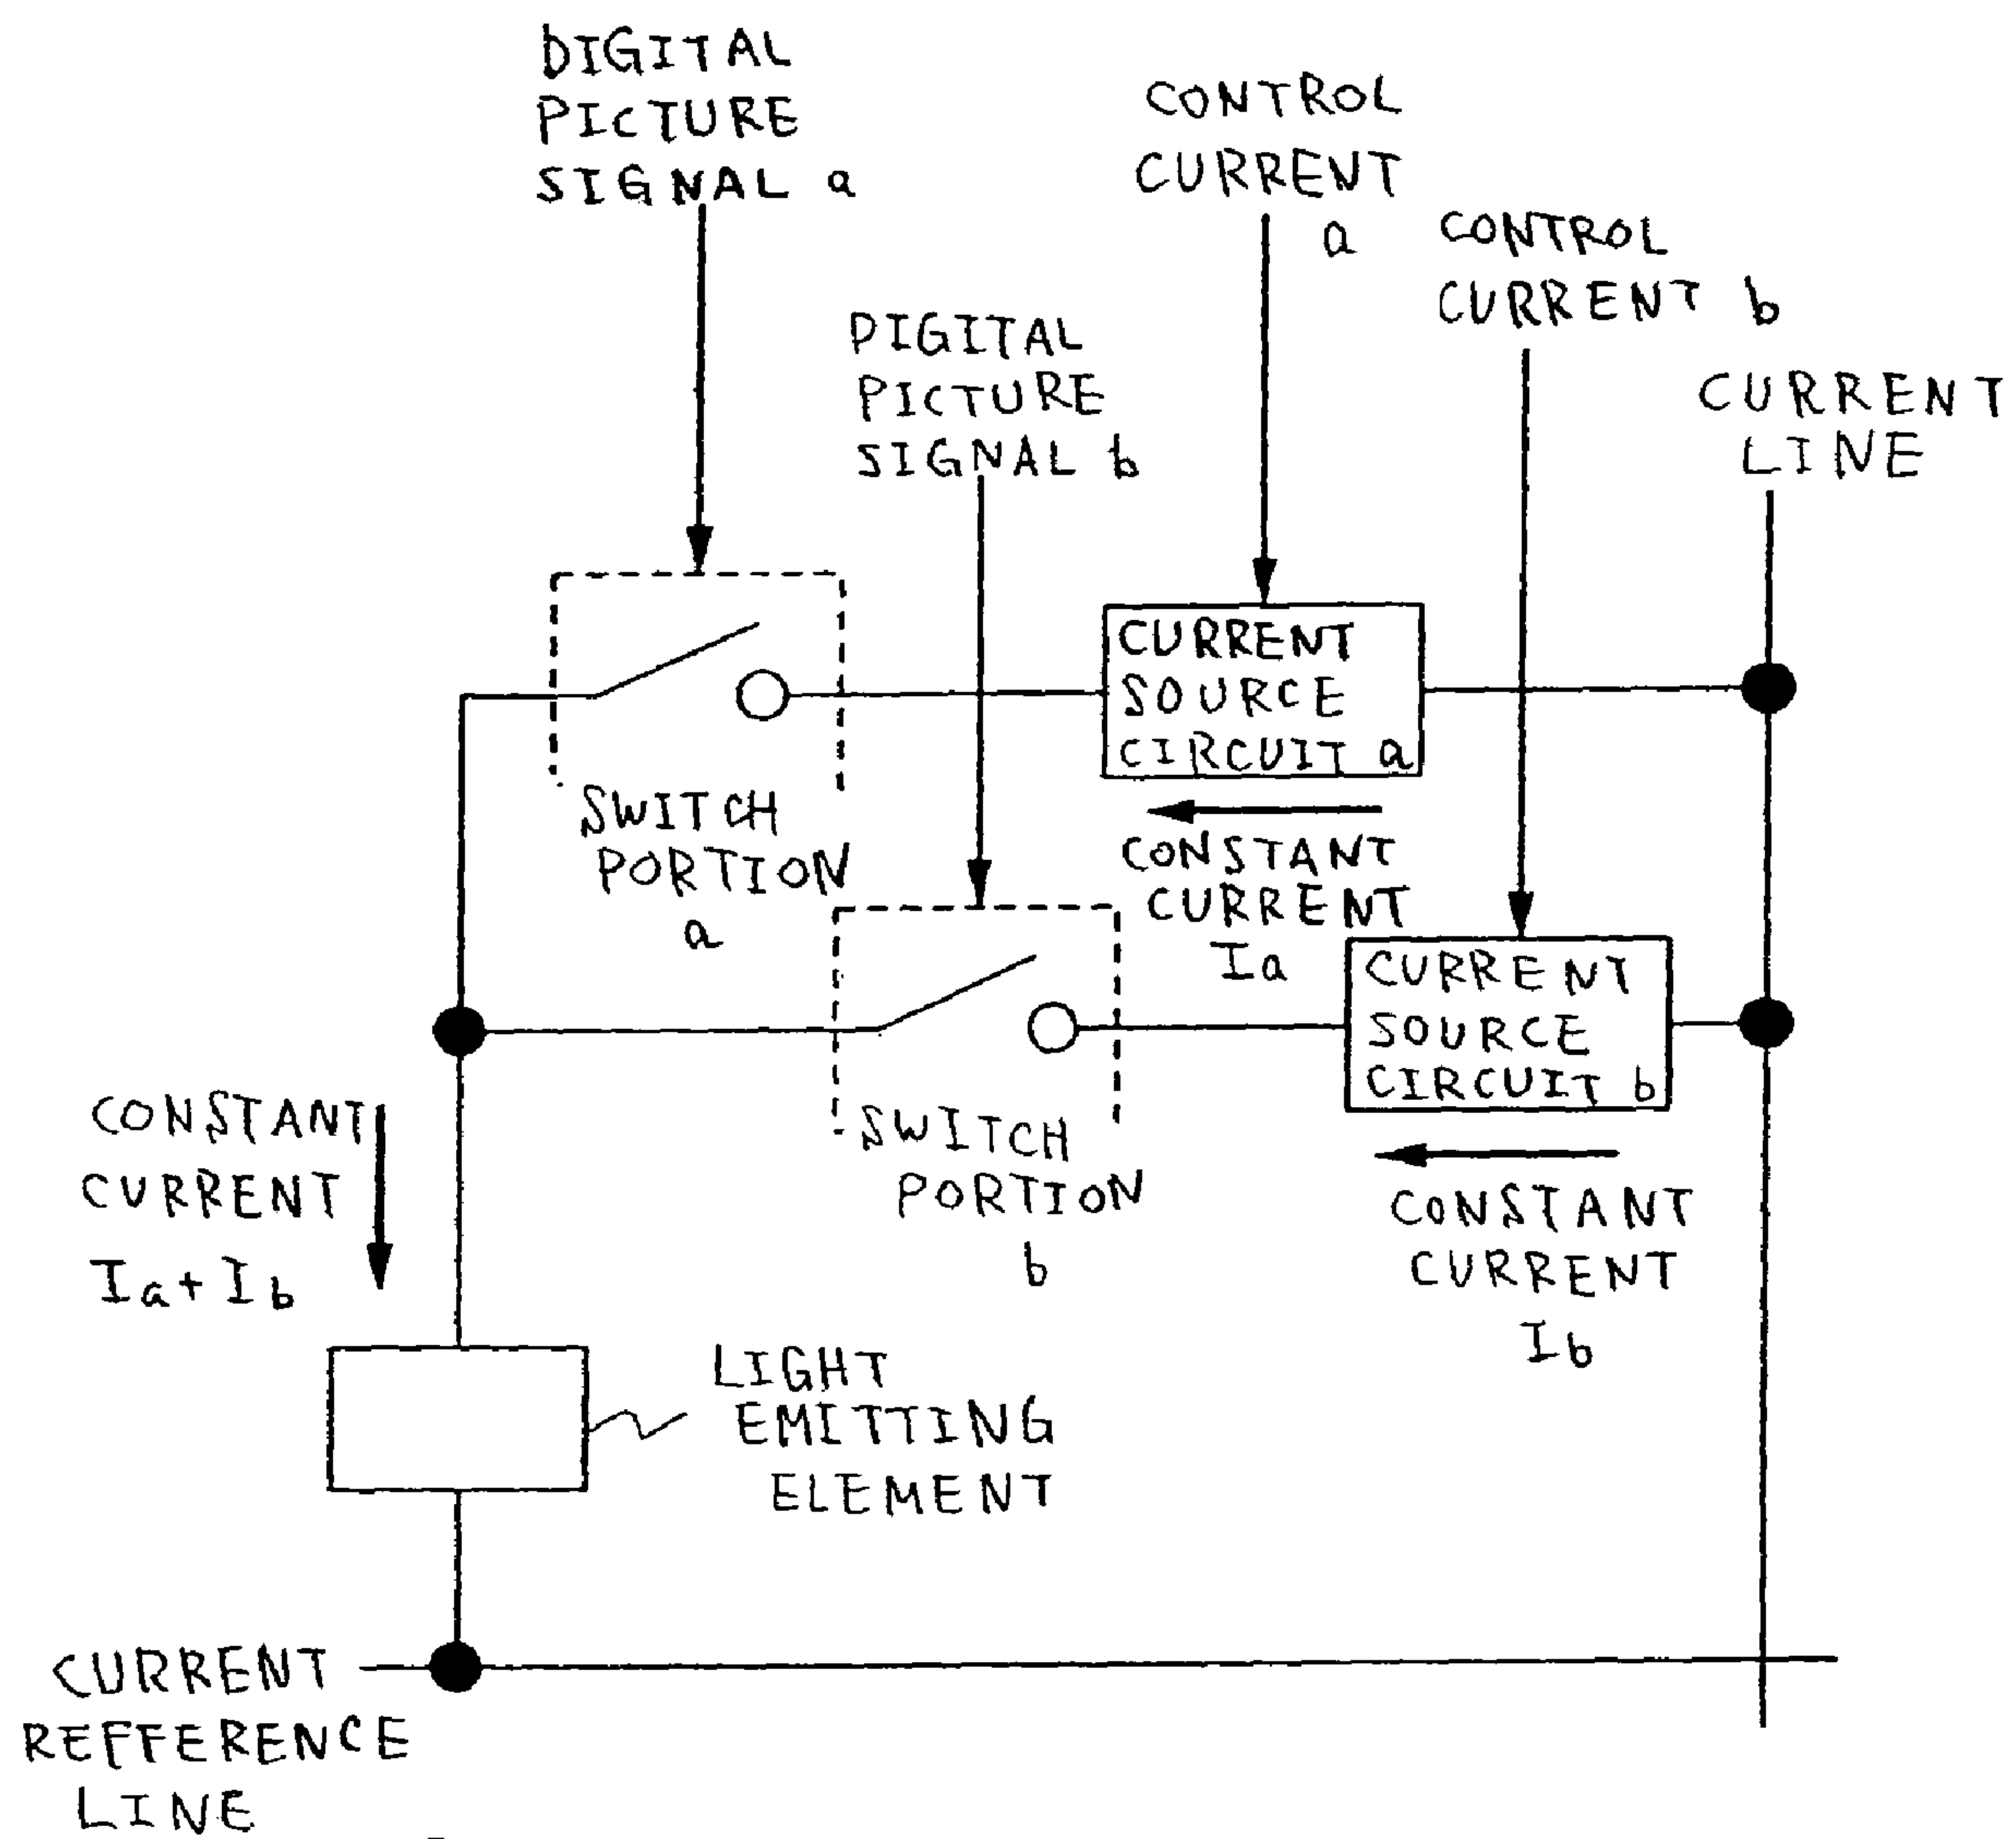 DIGITAL
PICTURE
SIGNAL a
CONTROL
CURRENT
a
CONTROL
CURRENT b
PIGITAL
PICTURE
SIGNAL b
CURRENT
LINE
CURRENT
SOURCE
CIRCUIT a
SWITCH
PORTION
a
CONSTANT
CURRENT
Ia
CURRENT
SOURCE
CIRCUIT b
SWITCH
PORTION
b
CONSTANT
CURRENT
Ib
CONSTANT
CURRENT
Ia+Ib
LIGHT
EMITTING
ELEMENT
CURRENT
REFFERENCE
LINE